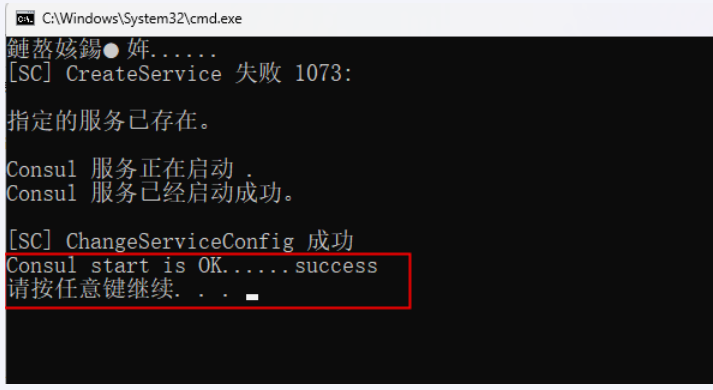 C:\Windows\System32\cmd.exe
鏈嶅姟鍚● 姩......
[SC] CreateService 失败 1073:
指定的服务已存在。
Consul 服务正在启动 .
Consul 服务已经启动成功。
[SC] ChangeServiceConfig 成功
Consul start is OK......success
请按任意键继续. . .